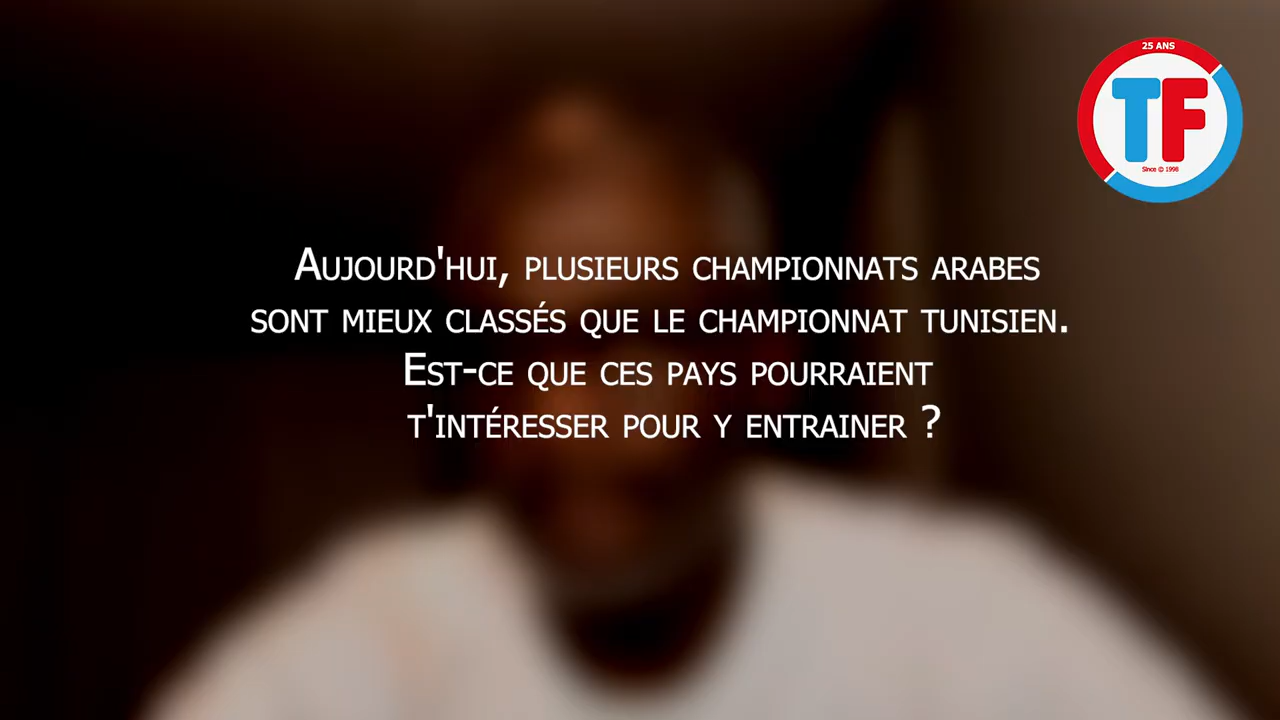 25 ANS
TF
Since © 1998
Aujourd'hui, plusieurs championnats arabes
sont mieux classés que le championnat tunisien.
Est-ce que ces pays pourraient
t'intéresser pour y entrainer ?